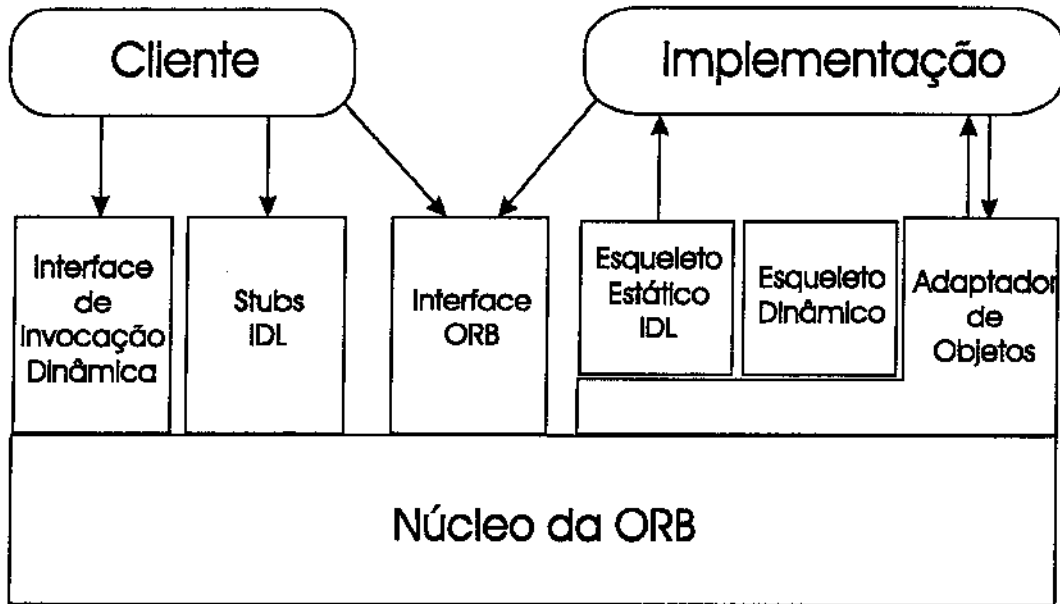 Cliente
Implementação
Interface
de
Invocação
Dinâmica
Stubs
IDL
Interface
ORB
Esqueleto
Estático
IDL
Esqueleto
Dinâmico
Adaptador
de
Objetos
Núcleo da ORB